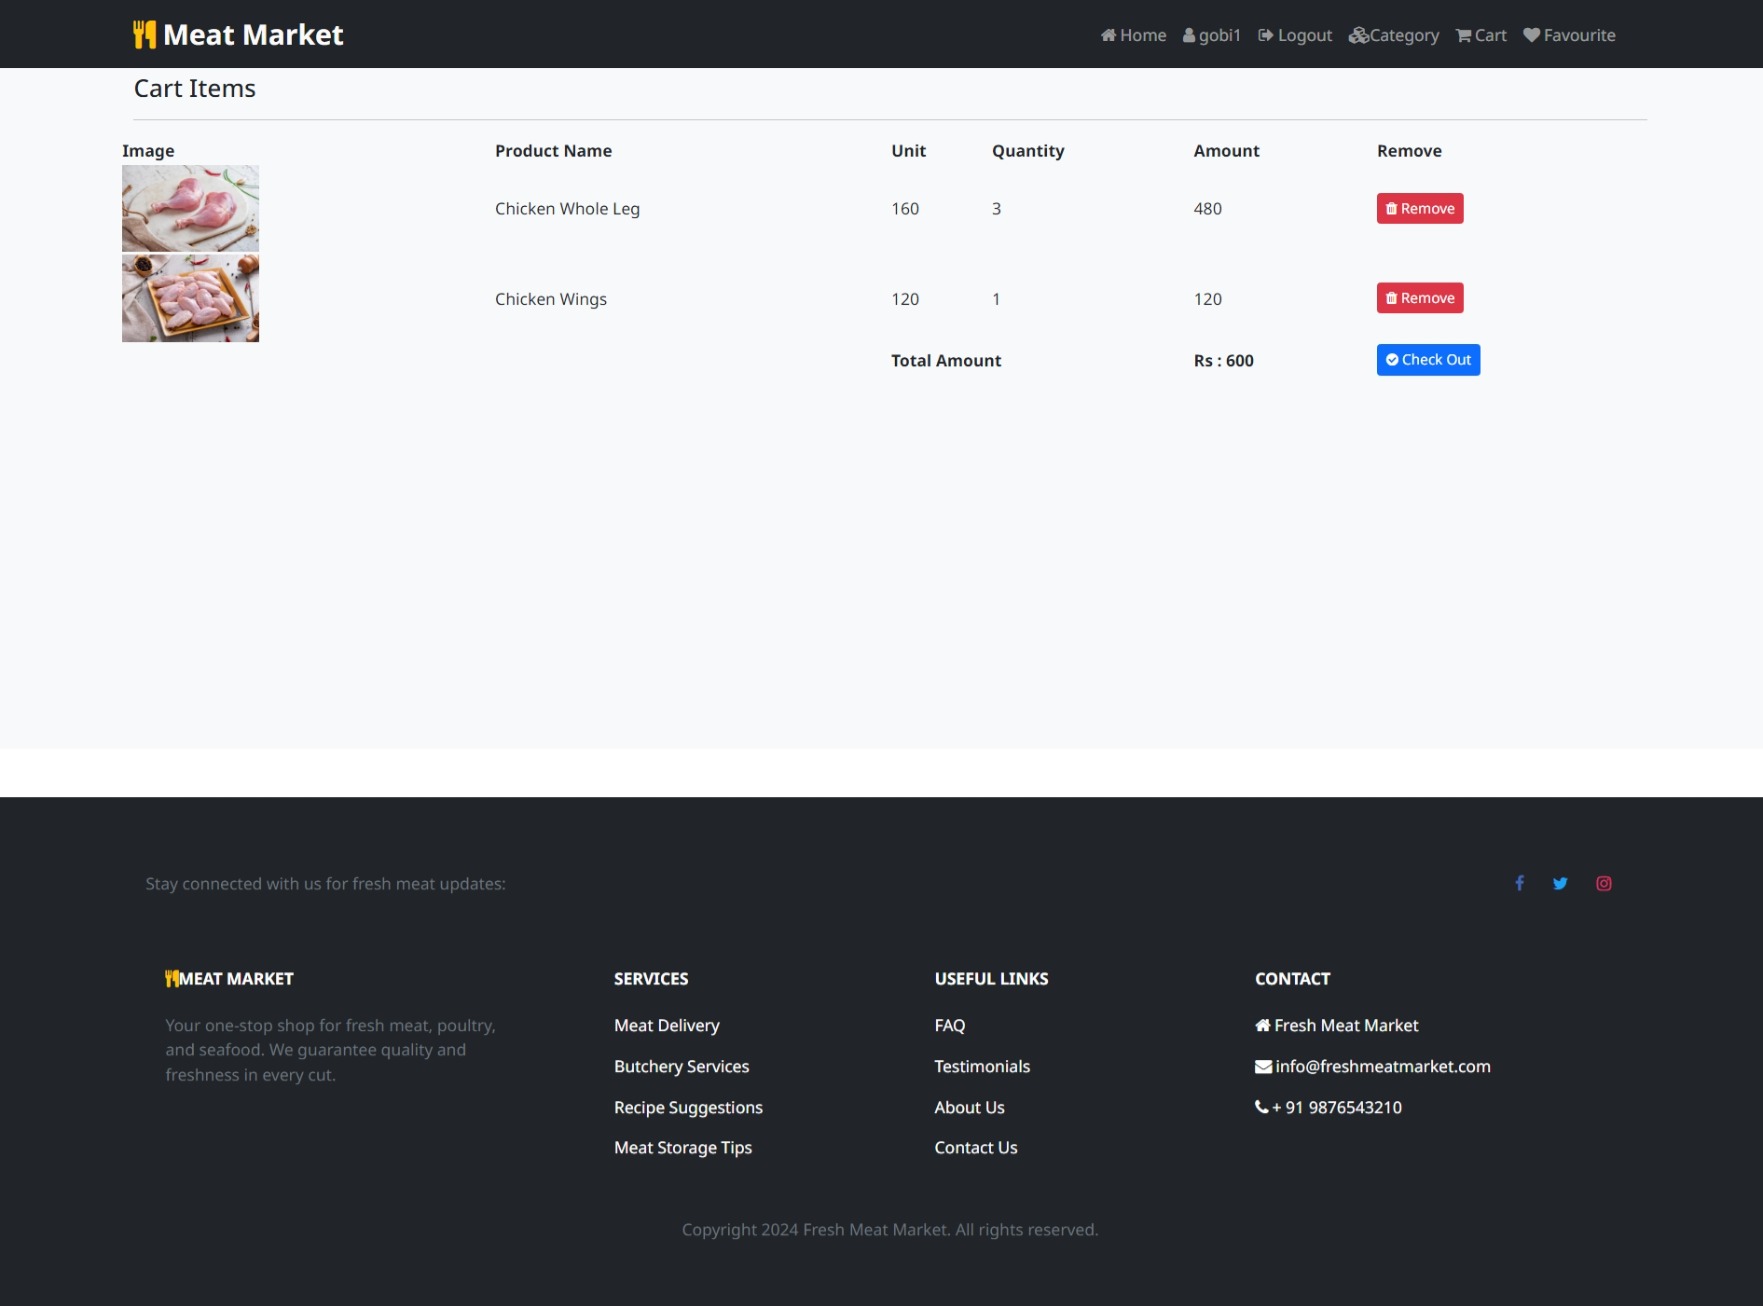 Meat Market
Home gobi1 Logout Category Cart Favourite
Cart Items
Image Product Name Unit Quantity Amount Remove
Chicken Whole Leg 160 3 480 Remove
Chicken Wings 120 1 120 Remove
Total Amount Rs : 600 Check Out
Stay connected with us for fresh meat updates:
MEAT MARKET
Your one-stop shop for fresh meat, poultry,
and seafood. We guarantee quality and
freshness in every cut.
SERVICES
Meat Delivery
Butchery Services
Recipe Suggestions
Meat Storage Tips
USEFUL LINKS
FAQ
Testimonials
About Us
Contact Us
CONTACT
Fresh Meat Market
info@freshmeatmarket.com
+ 91 9876543210
Copyright 2024 Fresh Meat Market. All rights reserved.